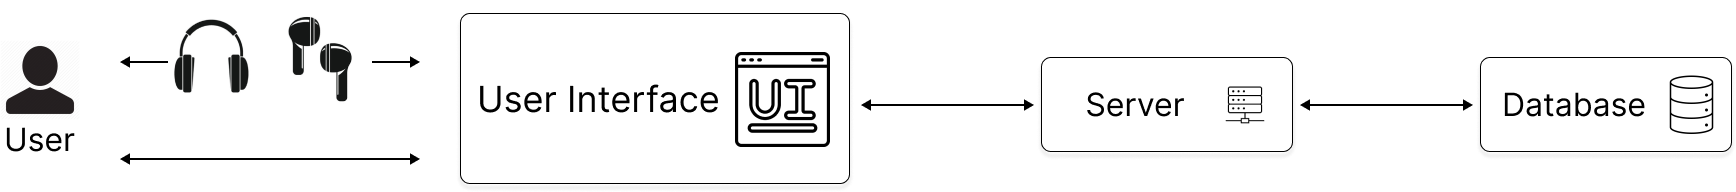 User
User Interface
UI
Server
Database